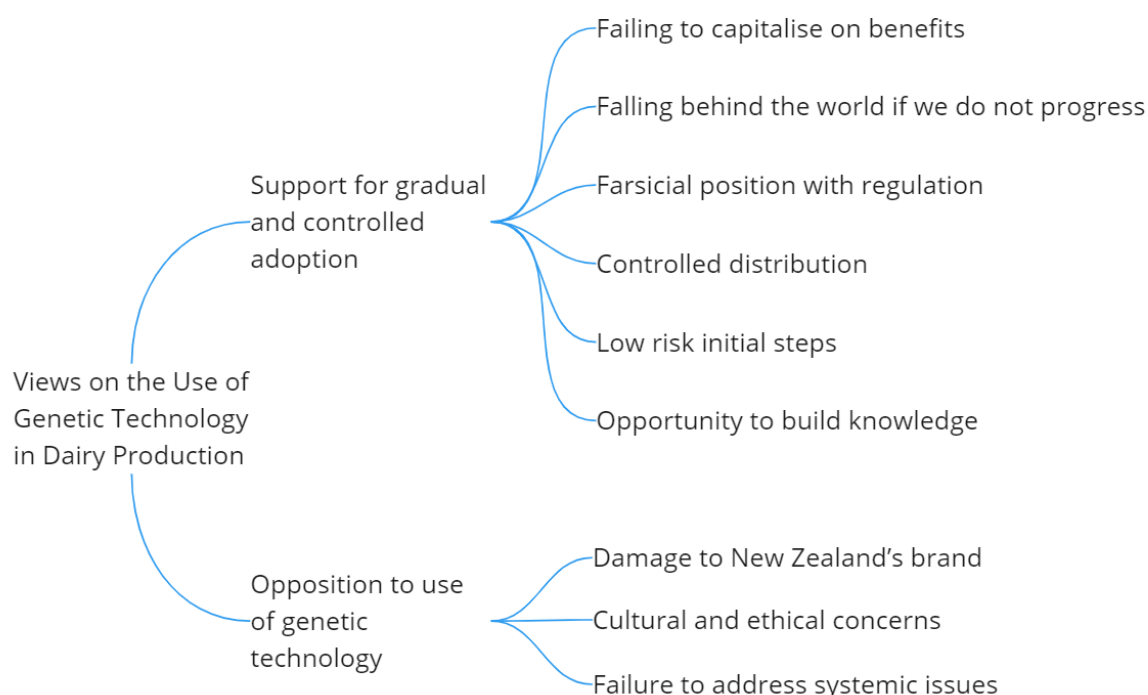 Failing to capitalise on benefits
Falling behind the world if we do not progress
Support for gradual
and controlled
adoption
Farsicial position with regulation
Controlled distribution
Low risk initial steps
Opportunity to build knowledge
Views on the Use of
Genetic Technology
in Dairy Production
Opposition to use
of genetic
technology
Damage to New Zealand’s brand
Cultural and ethical concerns
Failure to address systemic issues